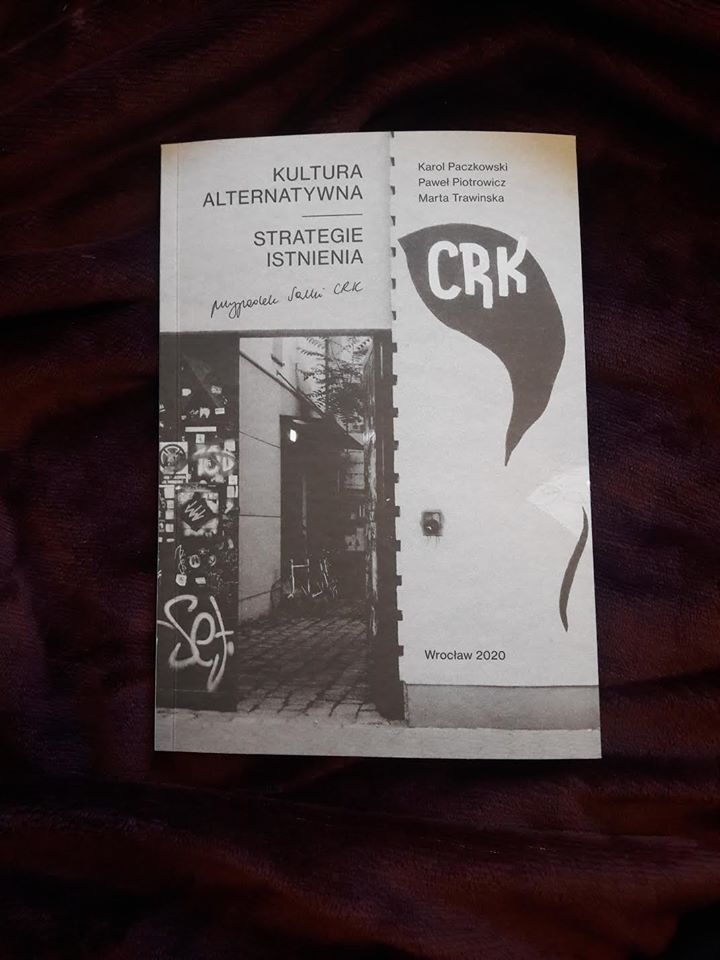 KULTURA
ALTERNATYWNA
STRATEGIE
ISTNIENIA
przypadek Salki CRK
Karol Paczkowski
Paweł Piotrowicz
Marta Trawinska
CRK
Wrocław 2020